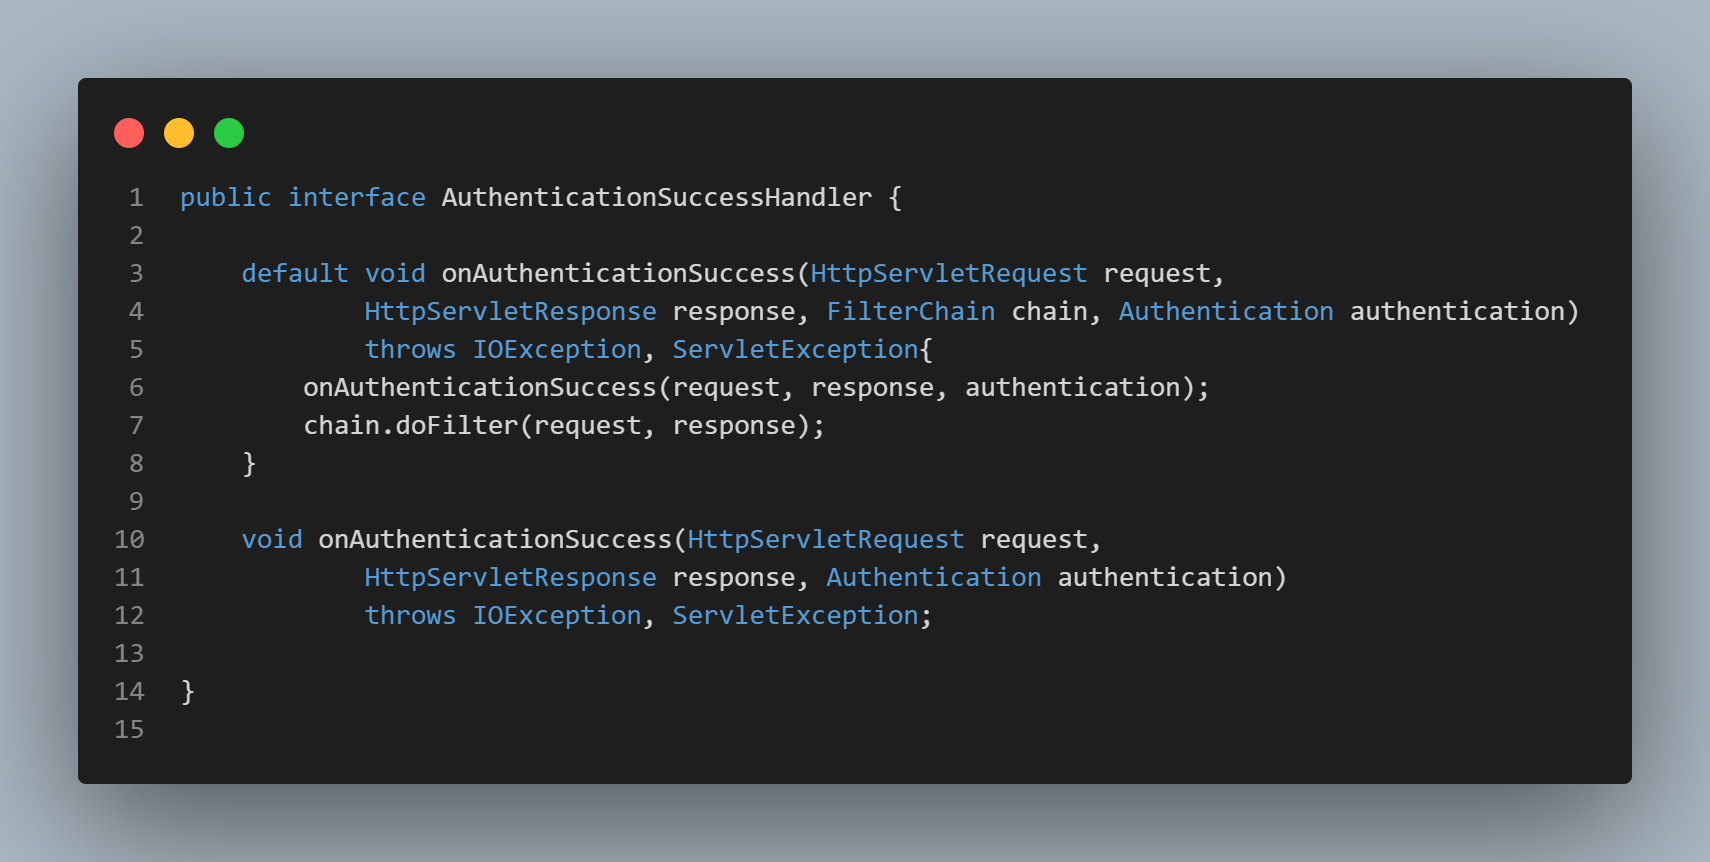 1 public interface AuthenticationSuccessHandler {
2
3     default void onAuthenticationSuccess(HttpServletRequest request,
4             HttpServletResponse response, FilterChain chain, Authentication authentication)
5             throws IOException, ServletException{
6         onAuthenticationSuccess(request, response, authentication);
7         chain.doFilter(request, response);
8     }
9
10     void onAuthenticationSuccess(HttpServletRequest request,
11             HttpServletResponse response, Authentication authentication)
12             throws IOException, ServletException;
13
14 }
15